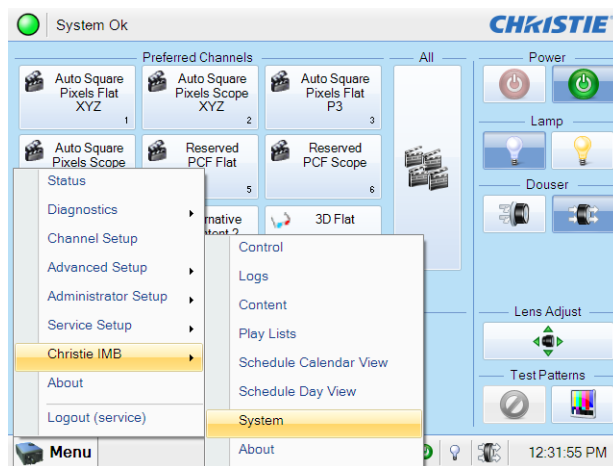 System Ok
CHRISTIE
Preferred Channels
All
Power
Auto Square
Pixels Flat
XYZ
1
Auto Square
Pixels Scope
XYZ
2
Auto Square
Pixels Flat
P3
3
Lamp
Auto Square
Pixels Scope
Reserved
PCF Flat
5
Reserved
PCF Scope
6
Douser
3D Flat
Status
Diagnostics
Channel Setup
Advanced Setup
Administrator Setup
Service Setup
Christie IMB
About
Logout (service)
Control
Logs
Content
Play Lists
Schedule Calendar View
Schedule Day View
System
About
Lens Adjust
Test Patterns
Menu
12:31:55 PM